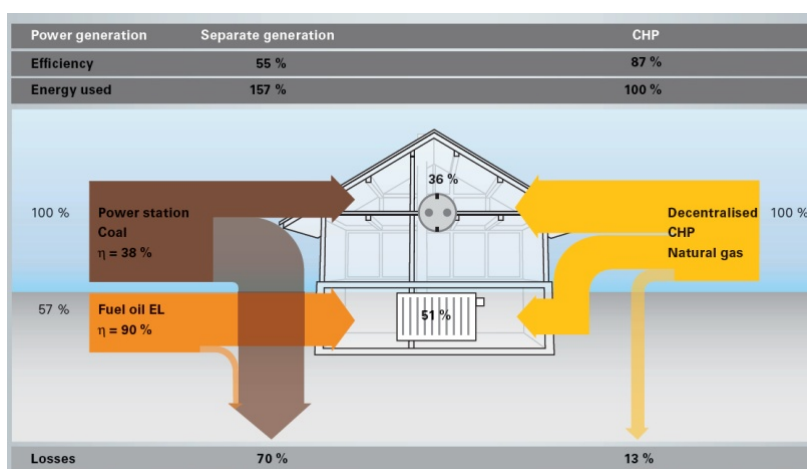 Power generation Separate generation CHP
Efficiency 55 % 87 %
Energy used 157 % 100 %
36 %
100 % Power station Decentralised 100 %
Coal CHP
η = 38 % Natural gas
57 % Fuel oil EL 51 %
η = 90 %
Losses 70 % 13 %